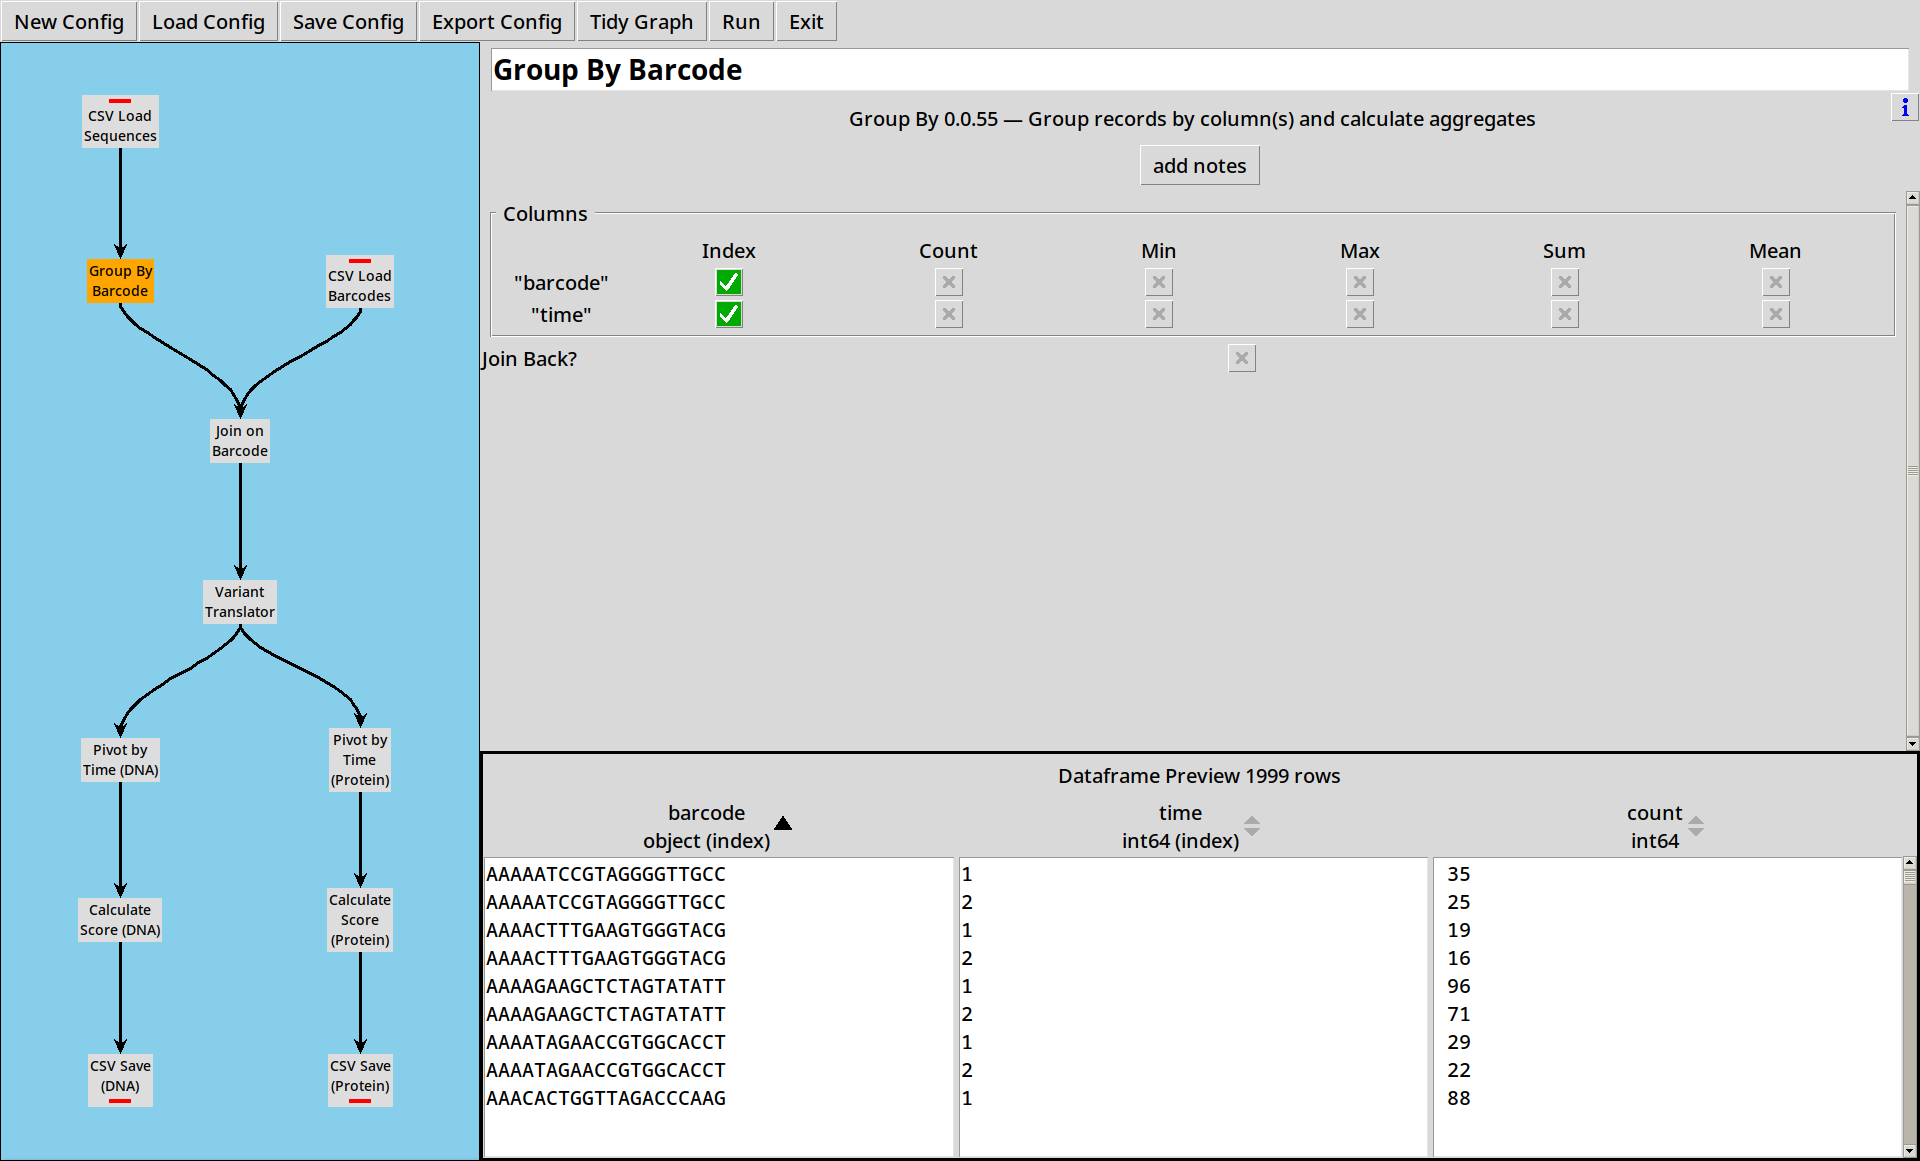 New Config Load Config Save Config Export Config Tidy Graph Run Exit
CSV Load
Sequences
Group By
Barcode
CSV Load
Barcodes
Join on
Barcode
Variant
Translator
Pivot by
Time (DNA)
Pivot by
Time
(Protein)
Calculate
Score (DNA)
Calculate
Score
(Protein)
CSV Save
(DNA)
CSV Save
(Protein)
Group By Barcode
i
Group By 0.0.55 — Group records by column(s) and calculate aggregates
add notes
Columns
Index Count Min Max Sum Mean
"barcode"
"time"
Join Back?
Dataframe Preview 1999 rows
barcode time count
object (index) int64 (index) int64
AAAAATCCGTAGGGGTTGCC 1 35
AAAAATCCGTAGGGGTTGCC 2 25
AAAACTTTGAAGTGGGTACG 1 19
AAAACTTTGAAGTGGGTACG 2 16
AAAAGAAGCTCTAGTATATT 1 96
AAAAGAAGCTCTAGTATATT 2 71
AAAATAGAACCGTGGCACCT 1 29
AAAATAGAACCGTGGCACCT 2 22
AAACACTGGTTAGACCCAAG 1 88